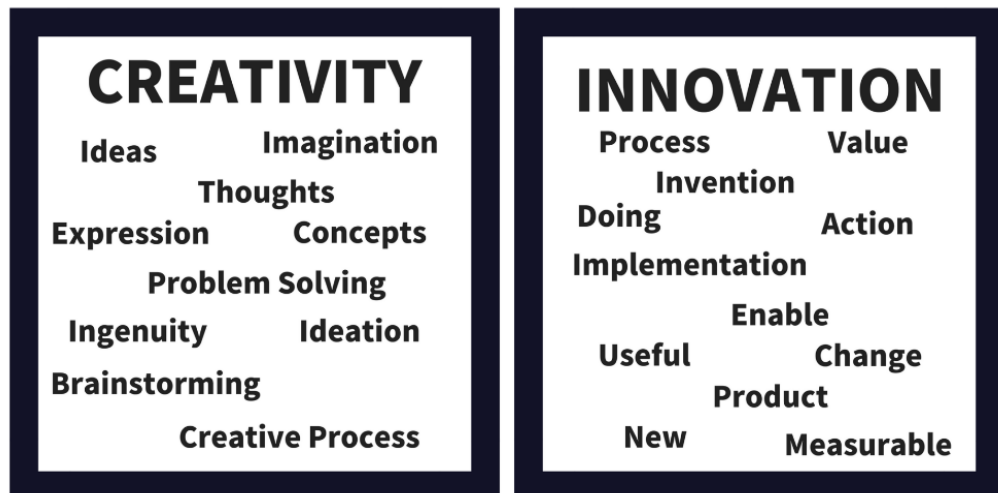 CREATIVITY
Ideas
Imagination
Thoughts
Expression
Concepts
Problem Solving
Ingenuity
Ideation
Brainstorming
Creative Process
INNOVATION
Process
Value
Invention
Doing
Action
Implementation
Enable
Useful
Change
Product
New
Measurable